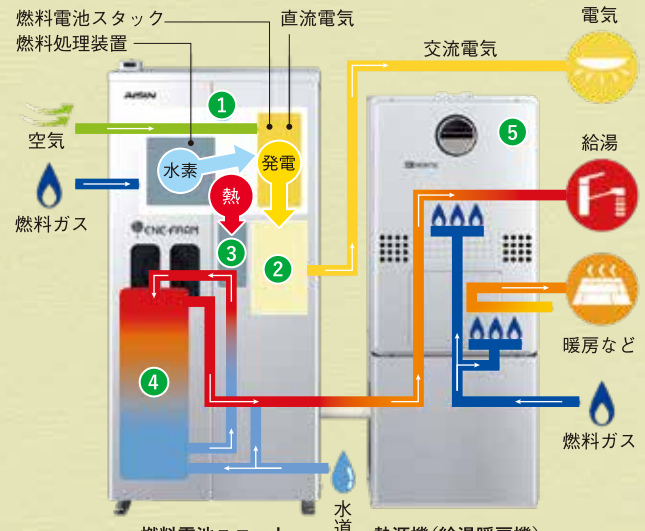 燃料電池スタック
燃料処理装置
直流電気
電気
交流電気
AISIN
1
5
空気
水素
発電
給湯
熱
燃料ガス
ENE・FARM
3
2
暖房など
4
燃料ガス
水道